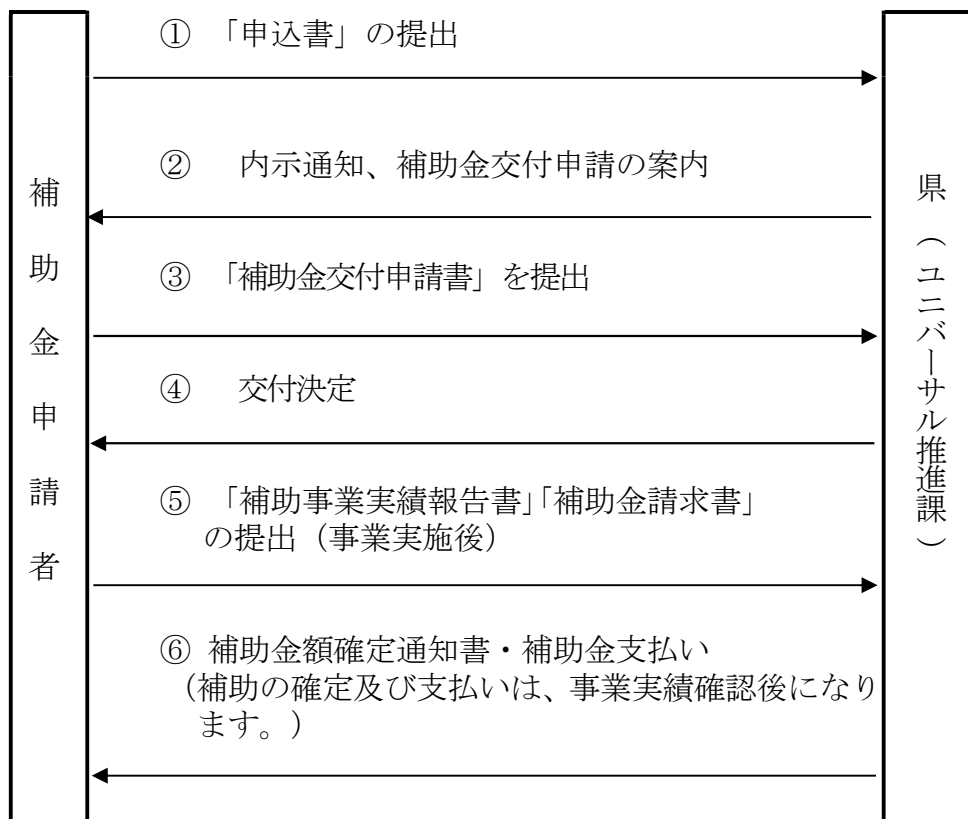 ① 「申込書」の提出
② 内示通知、補助金交付申請の案内
③ 「補助金交付申請書」を提出
④ 交付決定
⑤ 「補助事業実績報告書」「補助金請求書」
の提出（事業実施後）
⑥ 補助金額確定通知書・補助金支払い
（補助の確定及び支払いは、事業実績確認後になり
ます。）
補助金申請者
県（ユニバーサル推進課）